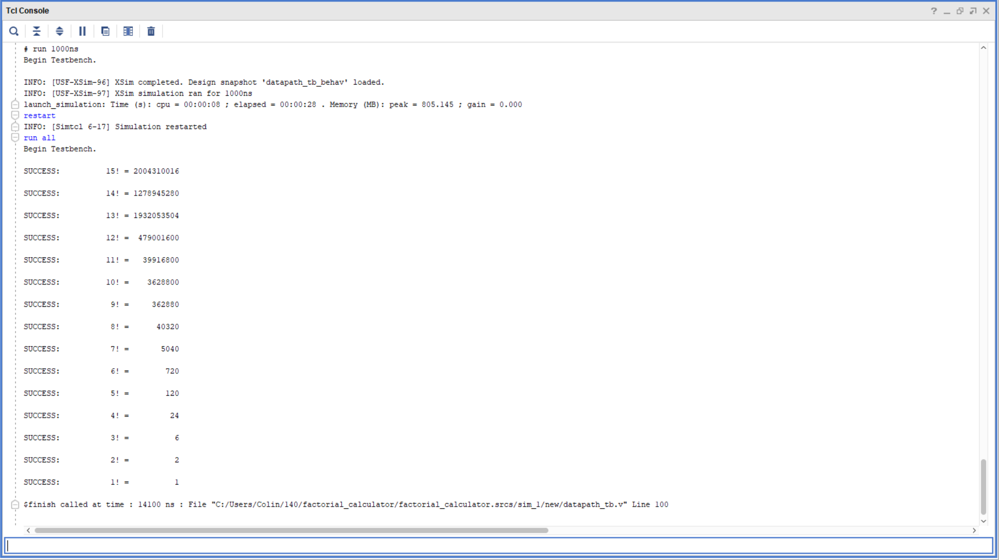 Tcl Console
# run 1000ns
Begin Testbench.
INFO: [USF-XSim-96] XSim completed. Design snapshot 'datapath_tb_behav' loaded.
INFO: [USF-XSim-97] XSim simulation ran for 1000ns
launch_simulation: Time (s): cpu = 00:00:08 ; elapsed = 00:00:28 . Memory (MB): peak = 805.145 ; gain = 0.000
restart
INFO: [Simtcl 6-17] Simulation restarted
run all
Begin Testbench.
SUCCESS:          15! = 2004310016
SUCCESS:          14! = 1278945280
SUCCESS:          13! = 1932053504
SUCCESS:          12! =  479001600
SUCCESS:          11! =   39916800
SUCCESS:          10! =    3628800
SUCCESS:           9! =     362880
SUCCESS:           8! =      40320
SUCCESS:           7! =       5040
SUCCESS:           6! =        720
SUCCESS:           5! =        120
SUCCESS:           4! =         24
SUCCESS:           3! =          6
SUCCESS:           2! =          2
SUCCESS:           1! =          1
$finish called at time : 14100 ns : File "C:/Users/Colin/140/factorial_calculator/factorial_calculator.srcs/sim_1/new/datapath_tb.v" Line 100